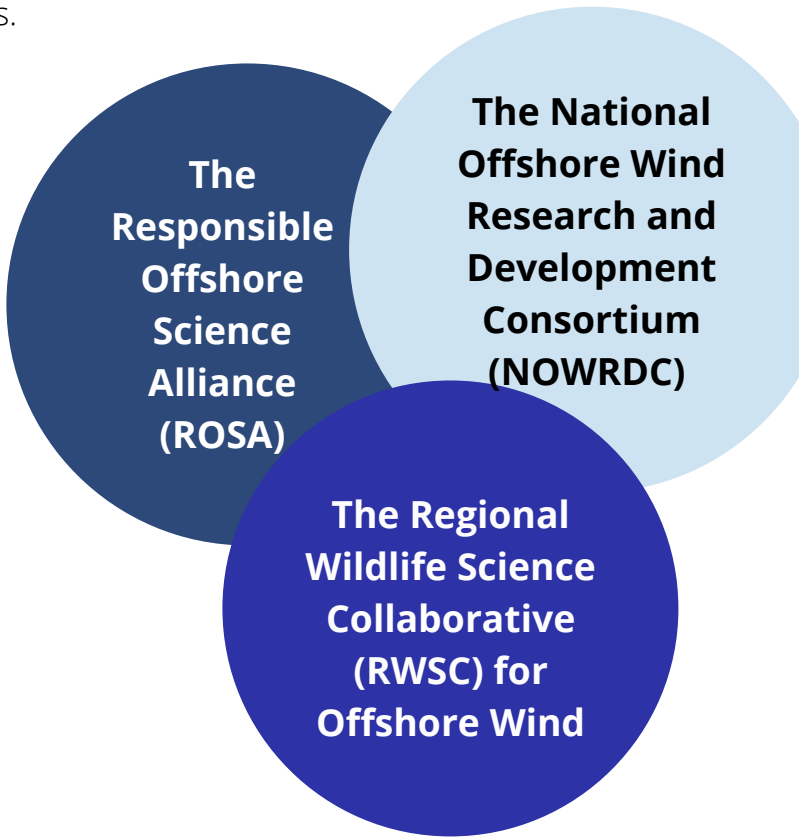 s.
The
Responsible
Offshore
Science
Alliance
(ROSA)
The National
Offshore Wind
Research and
Development
Consortium
(NOWRDC)
The Regional
Wildlife Science
Collaborative
(RWSC) for
Offshore Wind